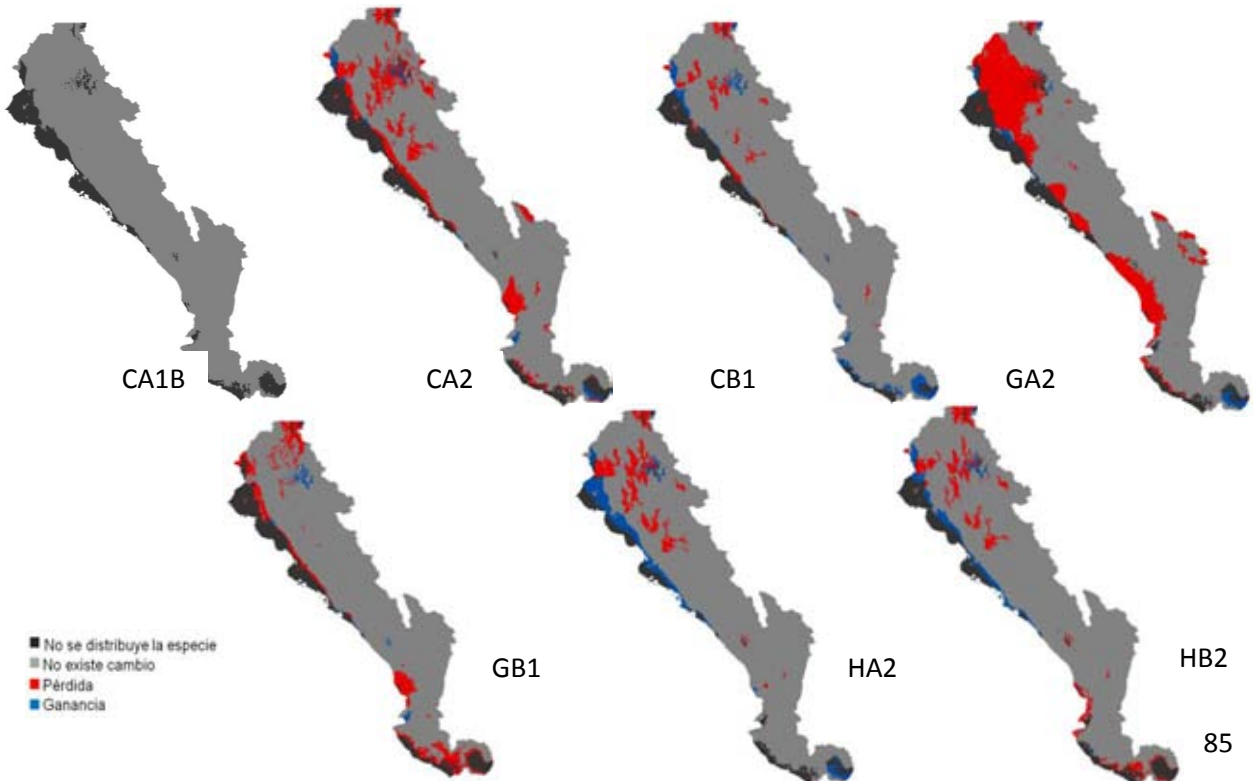 CA1B
CA2
CB1
GA2
No se distribuye la especie
No existe cambio
Pérdida
Ganancia
GB1
HA2
HB2
85